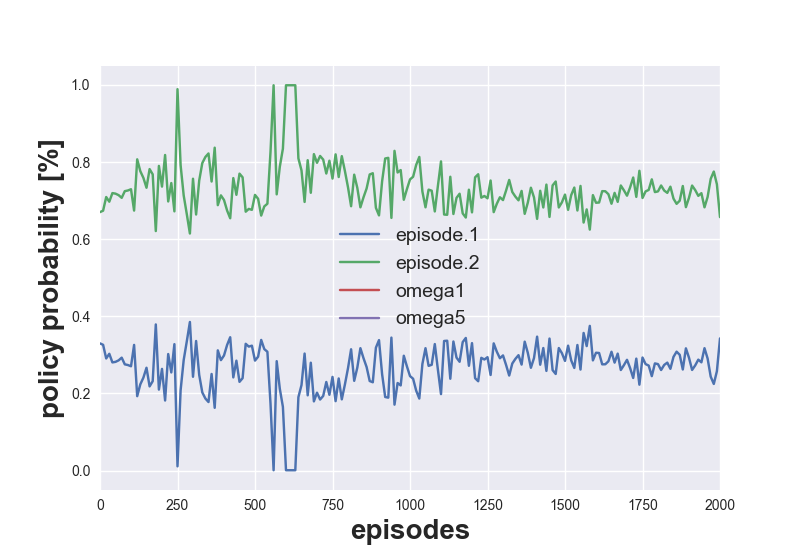 1.0
0.8
0.6
0.4
0.2
0.0
policy probability [%]
episode.1
episode.2
omega1
omega5
0 250 500 750 1000 1250 1500 1750 2000
episodes